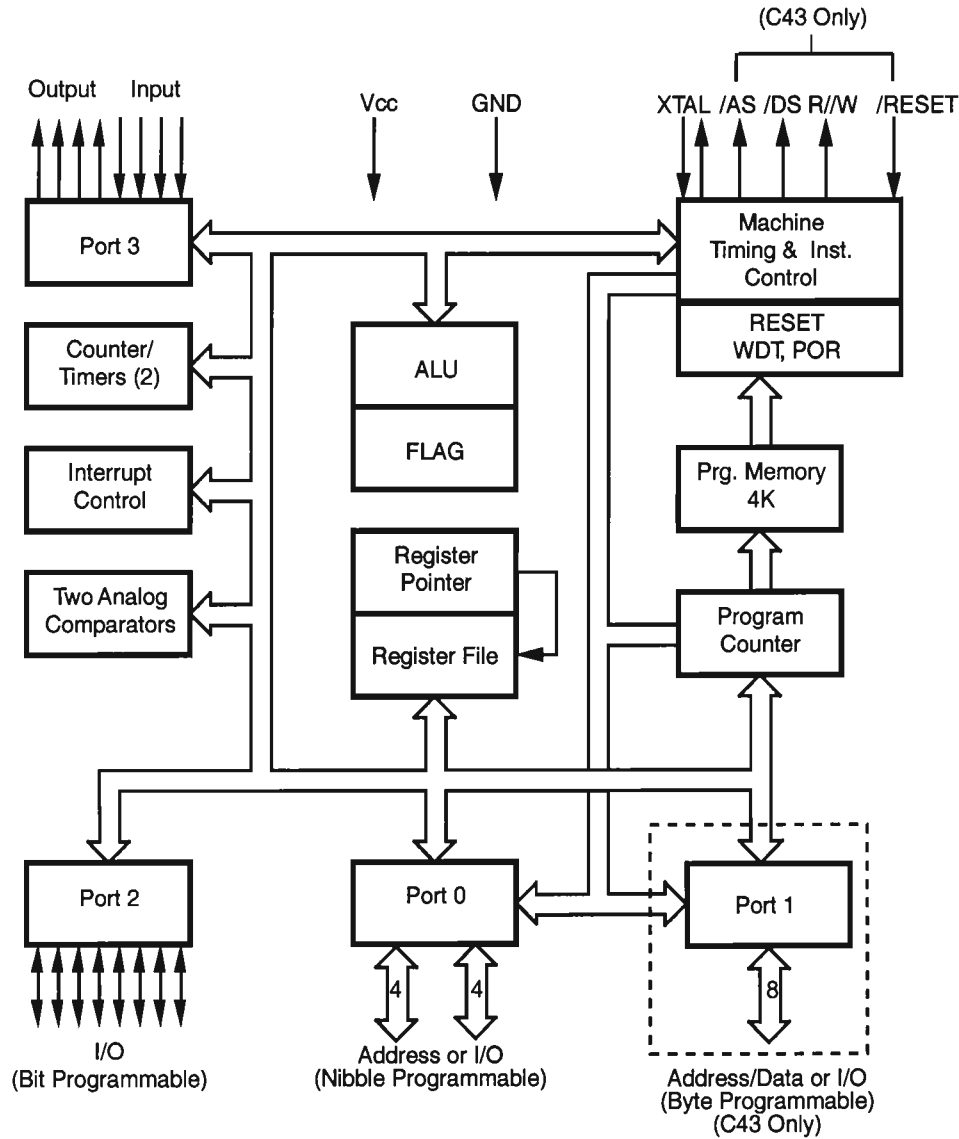 (C43 Only)
Output Input
Vcc
GND
XTAL /AS /DS R//W /RESET
Port 3
Machine
Timing & Inst.
Control
RESET
WDT, POR
Counter/
Timers (2)
ALU
FLAG
Interrupt
Control
Prg. Memory
4K
Two Analog
Comparators
Register
Pointer
Register File
Program
Counter
Port 2
Port 0
Port 1
4
4
8
I/O
(Bit Programmable)
Address or I/O
(Nibble Programmable)
Address/Data or I/O
(Byte Programmable)
(C43 Only)